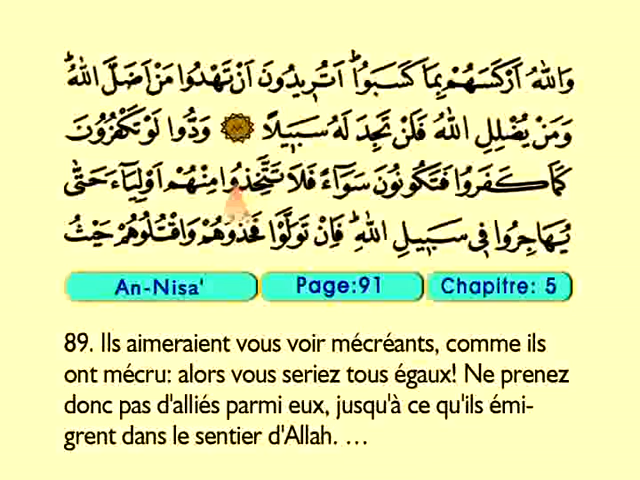 وَاللَّهُ أَرْكَسَهُمْ بِمَا كَسَبُوا ۚ أَتُرِيدُونَ أَنْ تَهْدُوا مَنْ أَضَلَّ اللَّهُ ۖ
وَمَنْ يُضْلِلِ اللَّهُ فَلَنْ تَجِدَ لَهُ سَبِيلًا ۝ وَدُّوا لَوْ تَكْفُرُونَ
كَمَا كَفَرُوا فَتَكُونُونَ سَوَاءً فَلَا تَتَّخِذُوا مِنْهُمْ أَوْلِيَاءَ حَتَّى
يُهَاجِرُوا فِي سَبِيلِ اللَّهِ ۚ فَإِنْ تَوَلَّوْا فَخُذُوهُمْ وَاقْتُلُوهُمْ حَيْثُ
An-Nisa' Page:91 Chapitre: 5
89. Ils aimeraient vous voir mécréants, comme ils
ont mécru: alors vous seriez tous égaux! Ne prenez
donc pas d'alliés parmi eux, jusqu'à ce qu'ils émi-
grent dans le sentier d'Allah. ...